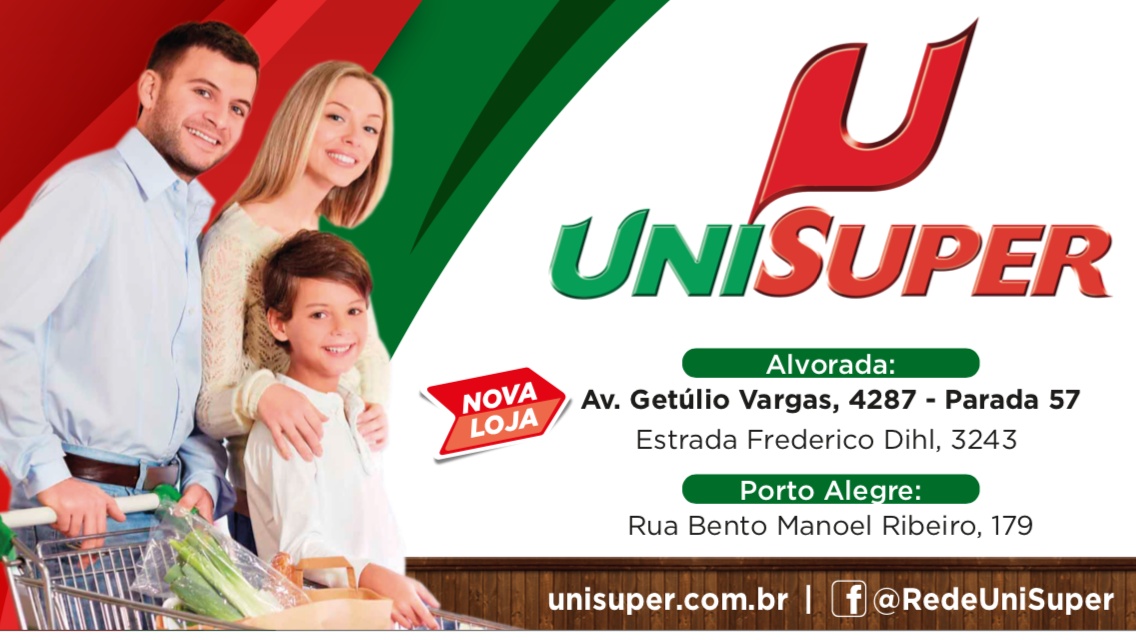 U
UNISUPER
Alvorada:
NOVA
LOJA
Av. Getúlio Vargas, 4287 - Parada 57
Estrada Frederico Dihl, 3243
Porto Alegre:
Rua Bento Manoel Ribeiro, 179
unisuper.com.br | f @RedeUniSuper